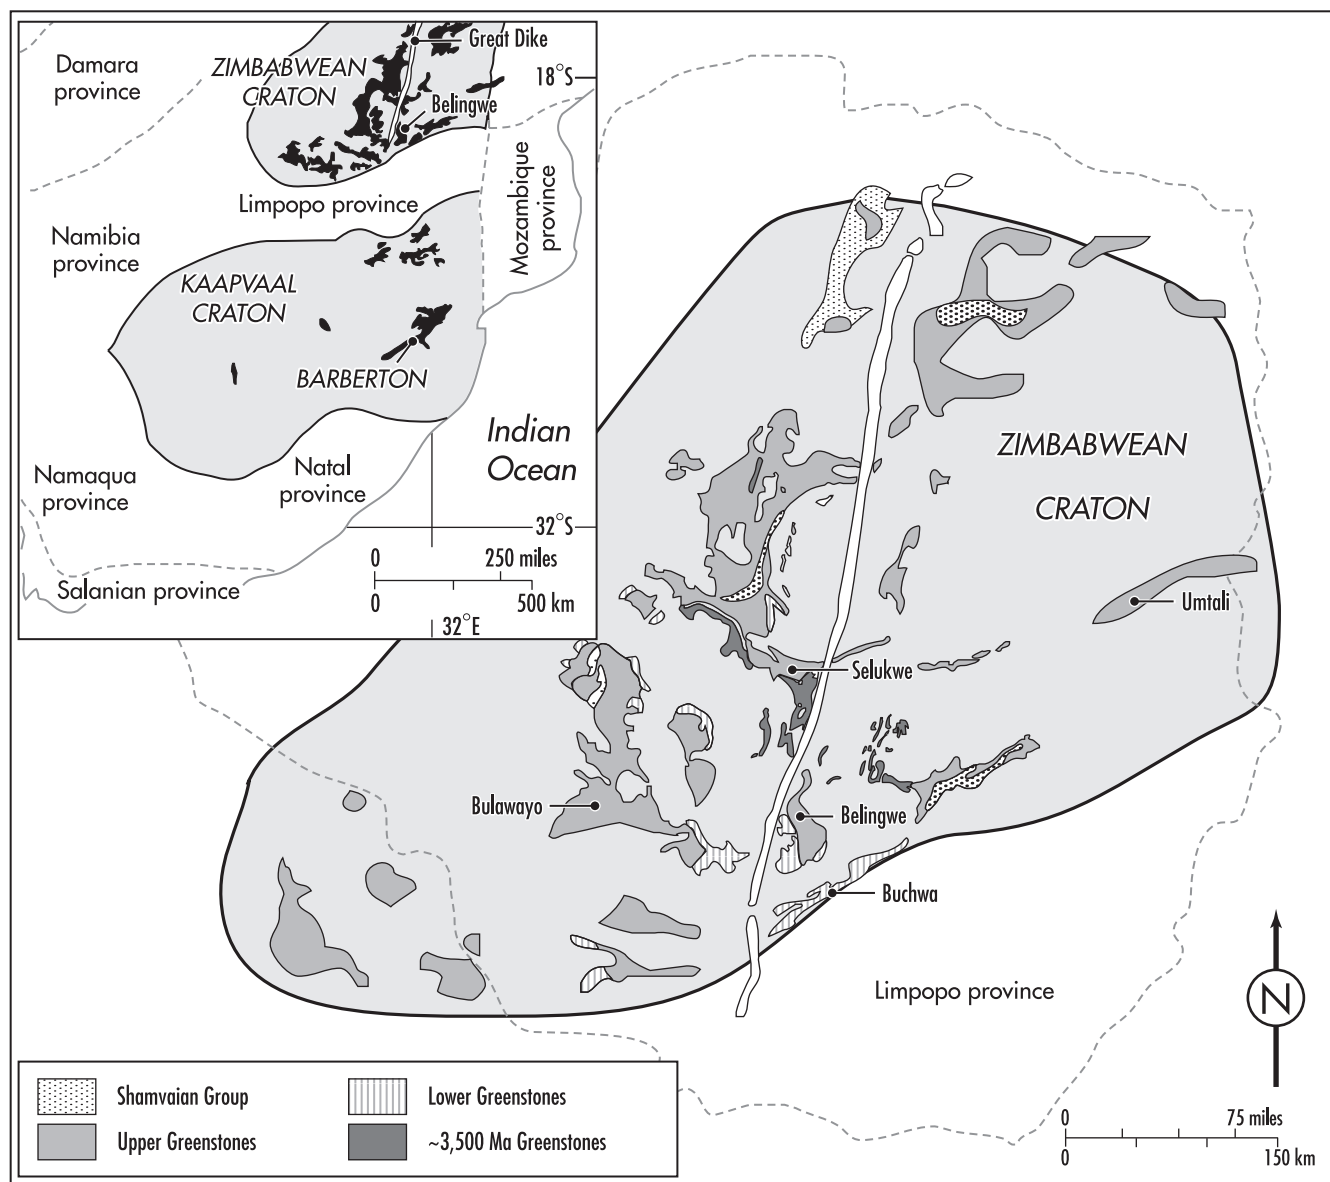 Damara
province
ZIMBABWEAN
CRATON
Great Dike
18°S
Belingwe
Limpopo province
Mozambique
province
Namibia
province
KAAPVAAL
CRATON
BARBERTON
Indian
Ocean
Namaqua
province
Natal
province
32°S
0 250 miles
0 500 km
Salanian province
32°E
ZIMBABWEAN
CRATON
Umtali
Selukwe
Bulawayo
Belingwe
Buchwa
Limpopo province
N
Shamvaian Group
Lower Greenstones
Upper Greenstones
~3,500 Ma Greenstones
0 75 miles
0 150 km